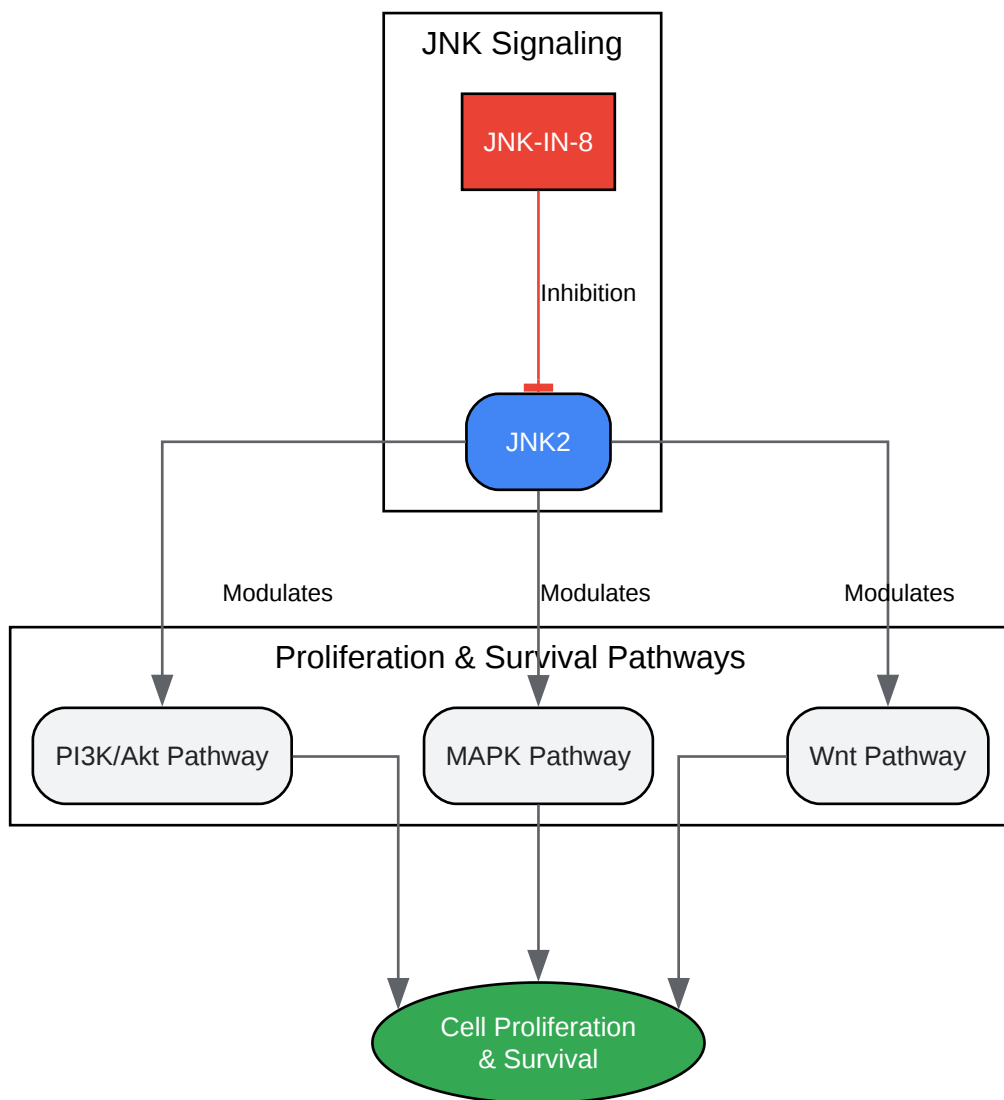 JNK Signaling
JNK-IN-8
Inhibition
JNK2
Modulates
Modulates
Modulates
Proliferation & Survival Pathways
PI3K/Akt Pathway
MAPK Pathway
Wnt Pathway
Cell Proliferation
& Survival